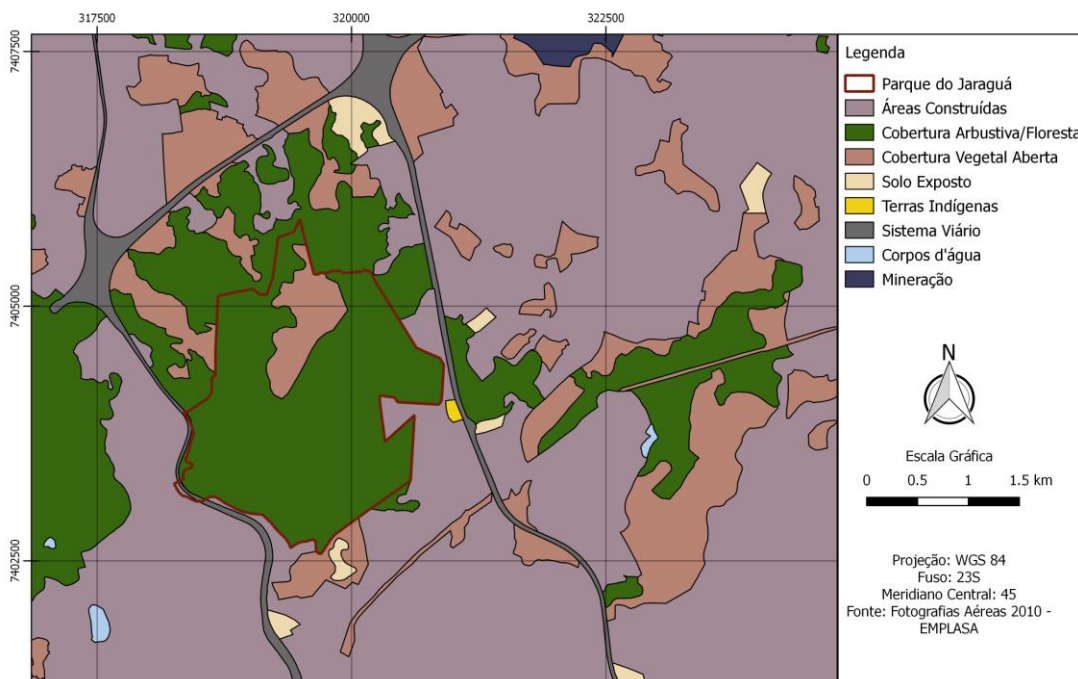 317500
320000
322500
7407500
7405000
7402500
Legenda
Parque do Jaraguá
Áreas Construídas
Cobertura Arbustiva/Floresta
Cobertura Vegetal Aberta
Solo Exposto
Terras Indígenas
Sistema Viário
Corpos d'água
Mineração
N
Escala Gráfica
0 0.5 1 1.5 km
Projeção: WGS 84
Fuso: 23S
Meridiano Central: 45
Fonte: Fotografias Aéreas 2010 -
EMPLASA